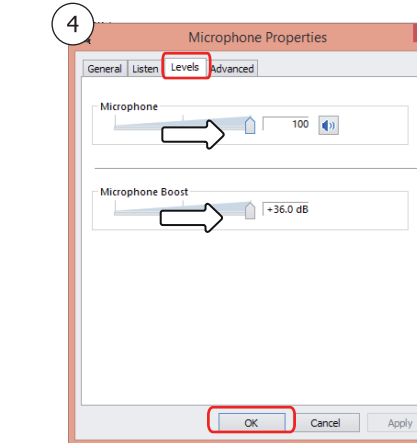 4
Microphone Properties
General Listen Levels Advanced
Microphone
100
Microphone Boost
+36.0 dB
OK Cancel Apply